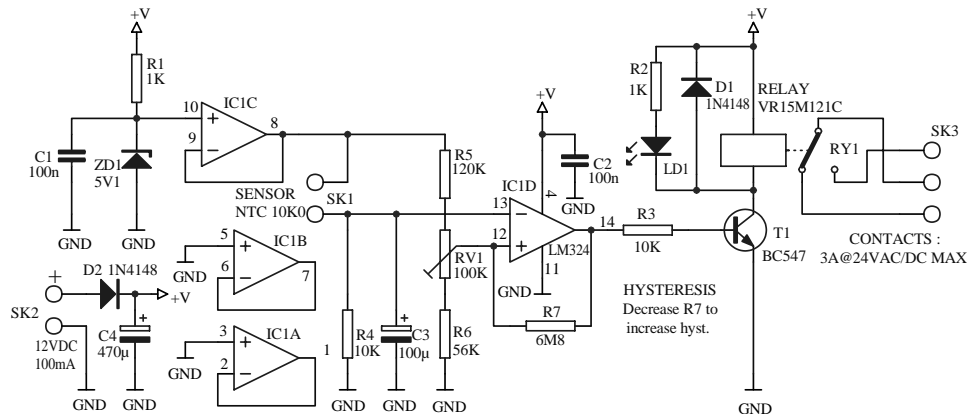 +V
R1
1K
10
9
IC1C
8
C1
100n
ZD1
5V1
GND
GND
SENSOR
NTC 10K0
SK1
R5
120K
+V
C2
100n
GND
IC1D
4
13
12
14
LM324
11
GND
RV1
100K
R7
6M8
R3
10K
+V
R2
1K
D1
1N4148
LD1
RELAY
VR15M121C
RY1
SK3
T1
BC547
CONTACTS :
3A@24VAC/DC MAX
HYSTERESIS
Decrease R7 to
increase hyst.
GND
5
6
IC1B
7
GND
3
2
IC1A
1
GND
D2 1N4148
+V
SK2
12VDC
100mA
C4
470µ
+
+
GND
GND
R4
10K
C3
100µ
+
R6
56K
GND
GND
GND
GND